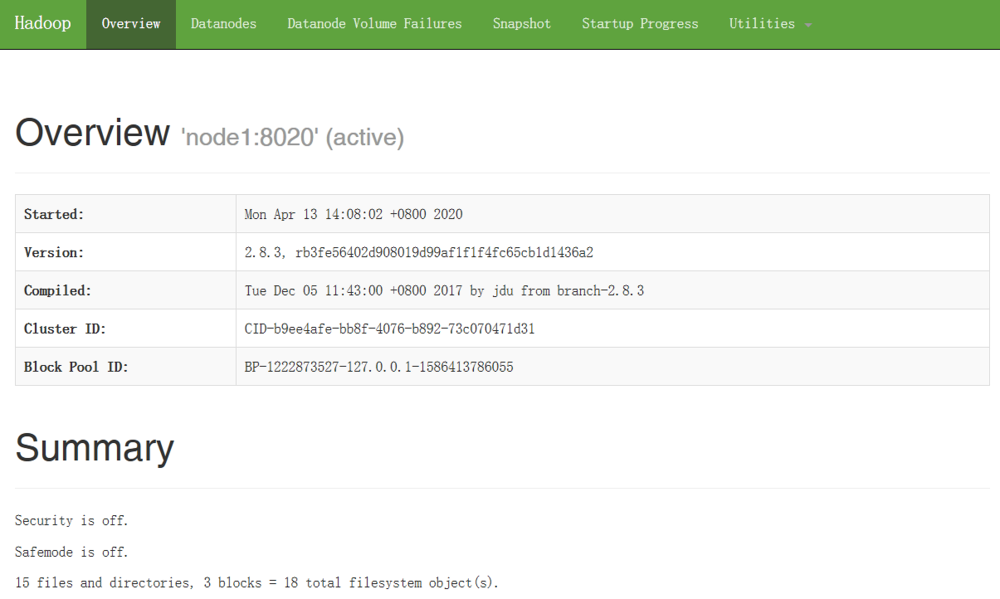 Hadoop Overview Datanodes Datanode Volume Failures Snapshot Startup Progress Utilities
Overview 'node1:8020' (active)
Started: Mon Apr 13 14:08:02 +0800 2020
Version: 2.8.3, rb3fe56402d908019d99af1f1f4fc65cb1d1436a2
Compiled: Tue Dec 05 11:43:00 +0800 2017 by jdu from branch-2.8.3
Cluster ID: CID-b9ee4afe-bb8f-4076-b892-73c070471d31
Block Pool ID: BP-1222873527-127.0.0.1-1586413786055
Summary
Security is off.
Safemode is off.
15 files and directories, 3 blocks = 18 total filesystem object(s).